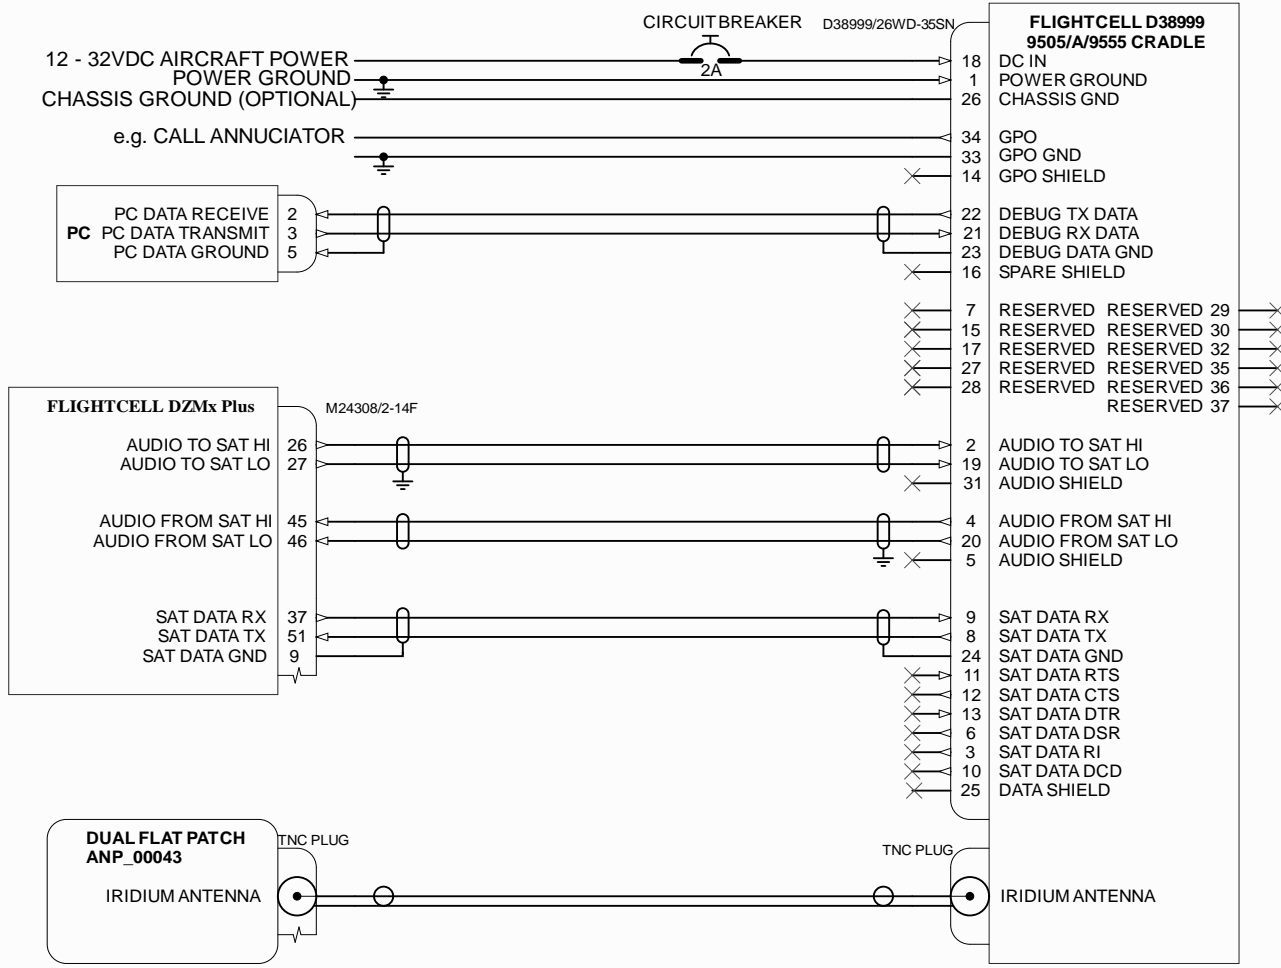 CIRCUIT BREAKER D38999/26WD-35SN FLIGHTCELL D38999
9505/A/9555 CRADLE
12 - 32VDC AIRCRAFT POWER 2A 18 DC IN
POWER GROUND 1 POWER GROUND
CHASSIS GROUND (OPTIONAL) 26 CHASSIS GND
e.g. CALL ANNUCIATOR 34 GPO
33 GPO GND
14 GPO SHIELD
PC DATA RECEIVE 2 22 DEBUG TX DATA
PC PC DATA TRANSMIT 3 21 DEBUG RX DATA
PC DATA GROUND 5 23 DEBUG DATA GND
16 SPARE SHIELD
7 RESERVED RESERVED 29
15 RESERVED RESERVED 30
17 RESERVED RESERVED 32
27 RESERVED RESERVED 35
28 RESERVED RESERVED 36
FLIGHTCELL DZMx Plus M24308/2-14F RESERVED 37
AUDIO TO SAT HI 26 2 AUDIO TO SAT HI
AUDIO TO SAT LO 27 19 AUDIO TO SAT LO
31 AUDIO SHIELD
AUDIO FROM SAT HI 45 4 AUDIO FROM SAT HI
AUDIO FROM SAT LO 46 20 AUDIO FROM SAT LO
5 AUDIO SHIELD
SAT DATA RX 37 9 SAT DATA RX
SAT DATA TX 51 8 SAT DATA TX
SAT DATA GND 9 24 SAT DATA GND
11 SAT DATA RTS
12 SAT DATA CTS
13 SAT DATA DTR
6 SAT DATA DSR
3 SAT DATA RI
10 SAT DATA DCD
25 DATA SHIELD
DUAL FLAT PATCH TNC PLUG TNC PLUG
ANP_00043
IRIDIUM ANTENNA IRIDIUM ANTENNA